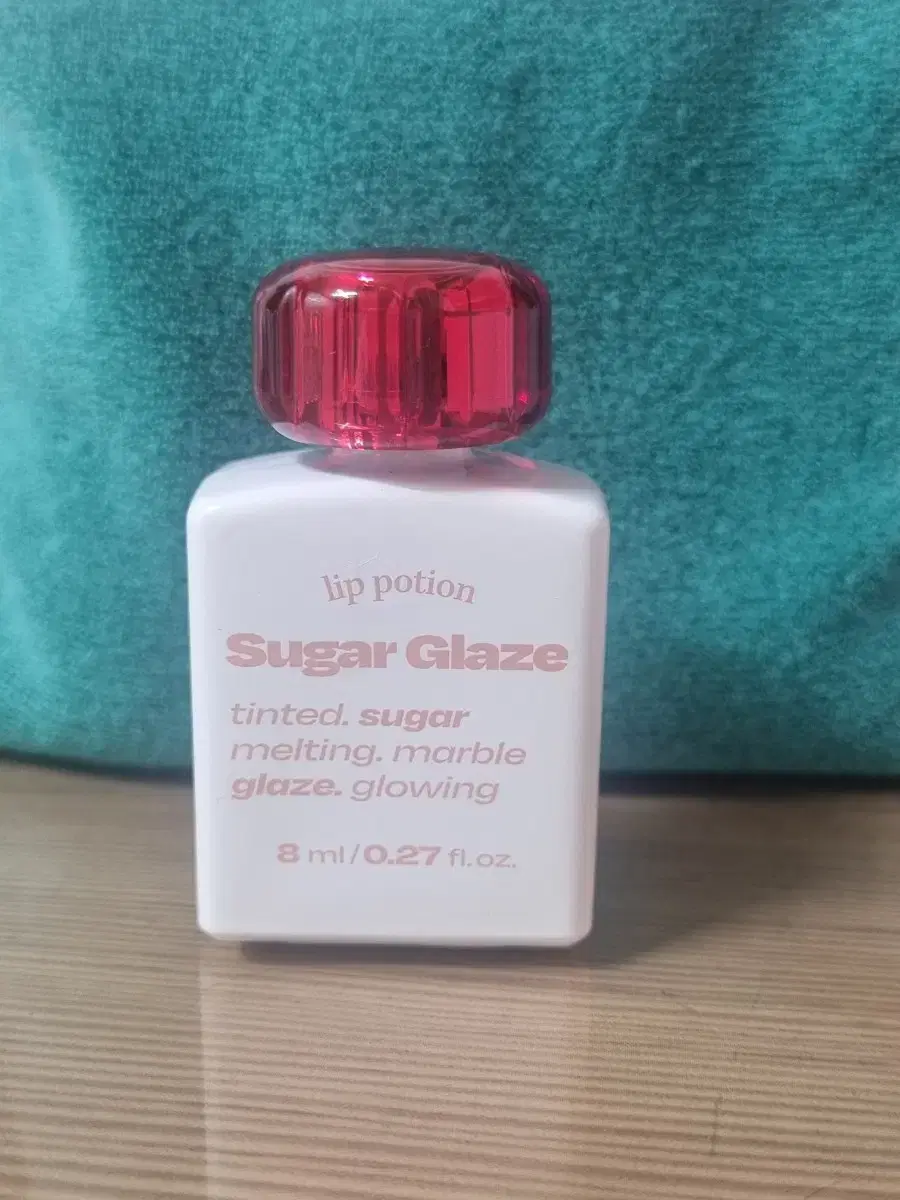 lip potion
Sugar Glaze
tinted. sugar
melting. marble
glaze. glowing
8 ml/0.27 fl.oz.